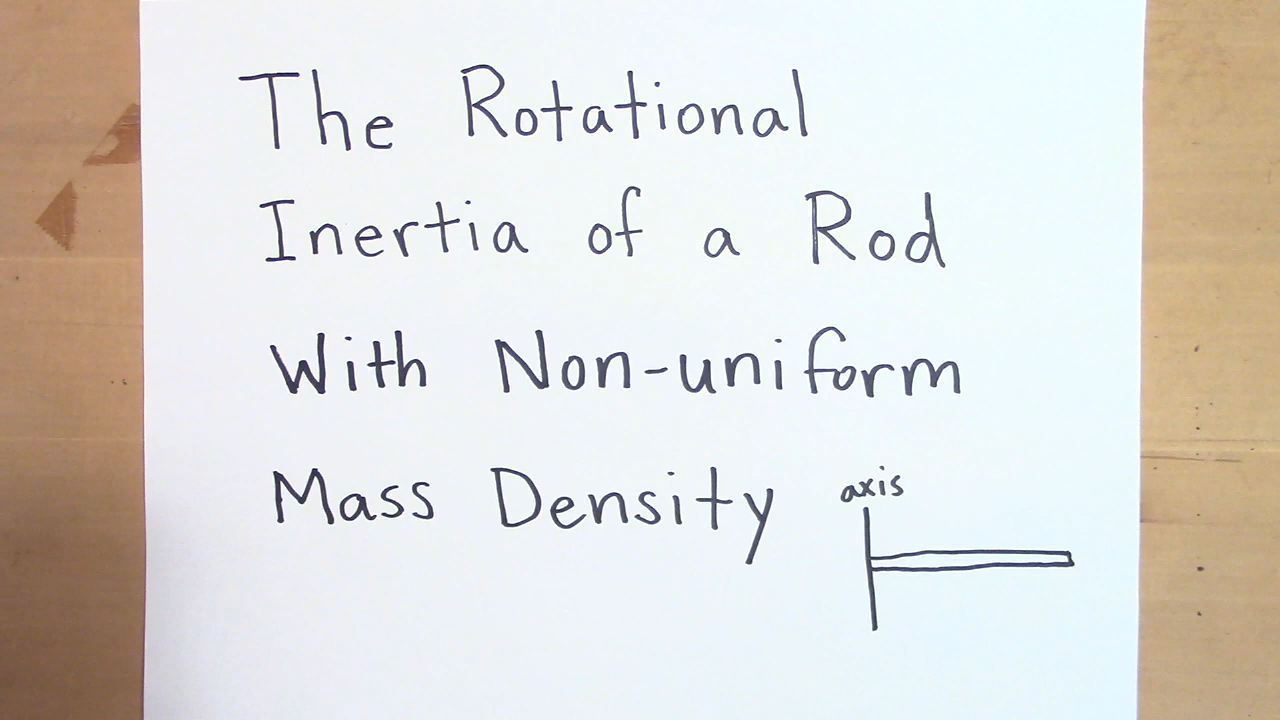 The Rotational
Inertia of a Rod
With Non-uniform
Mass Density
axis